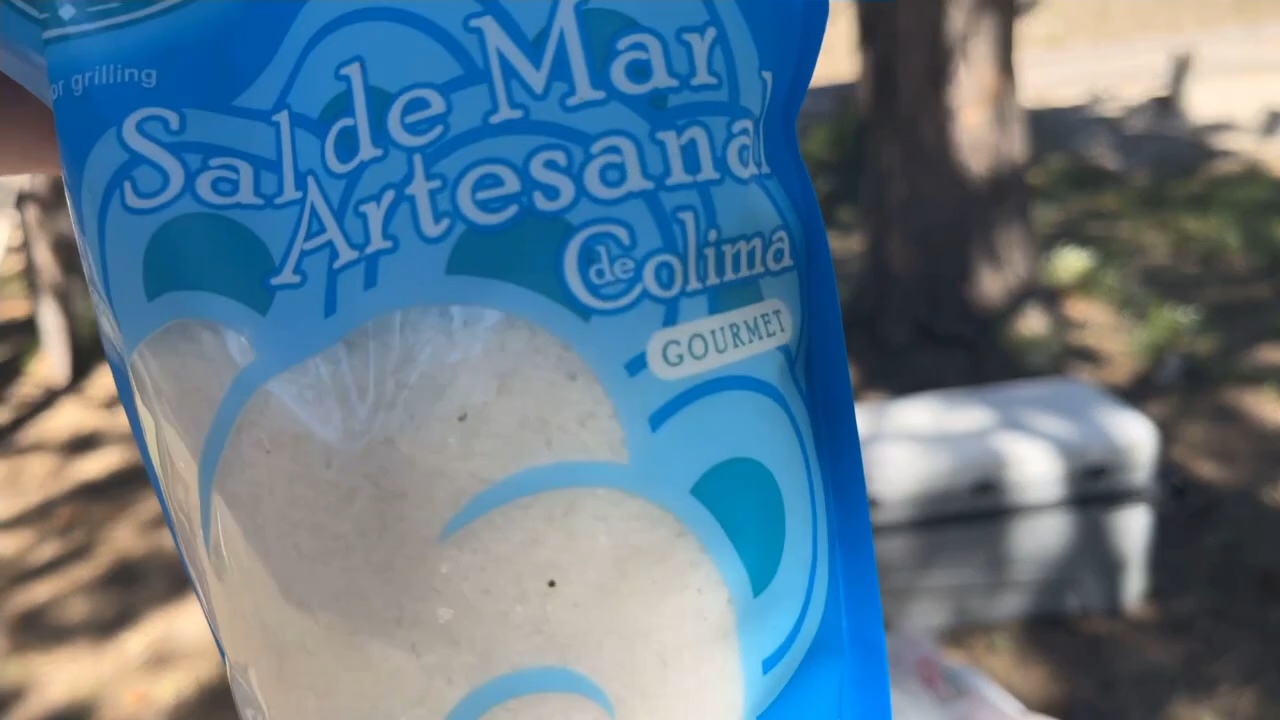 or grilling
Sal de Mar
Artesanal
de Colima
GOURMET